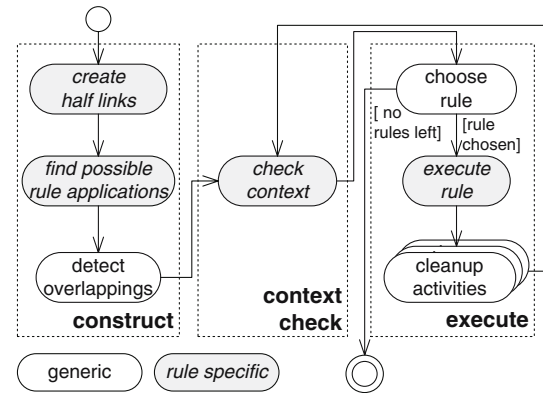 create
half links
find possible
rule applications
detect
overlappings
construct
check
context
context
check
choose
rule
[ no
rules left]
[rule
chosen]
execute
rule
cleanup
activities
execute
generic
rule specific